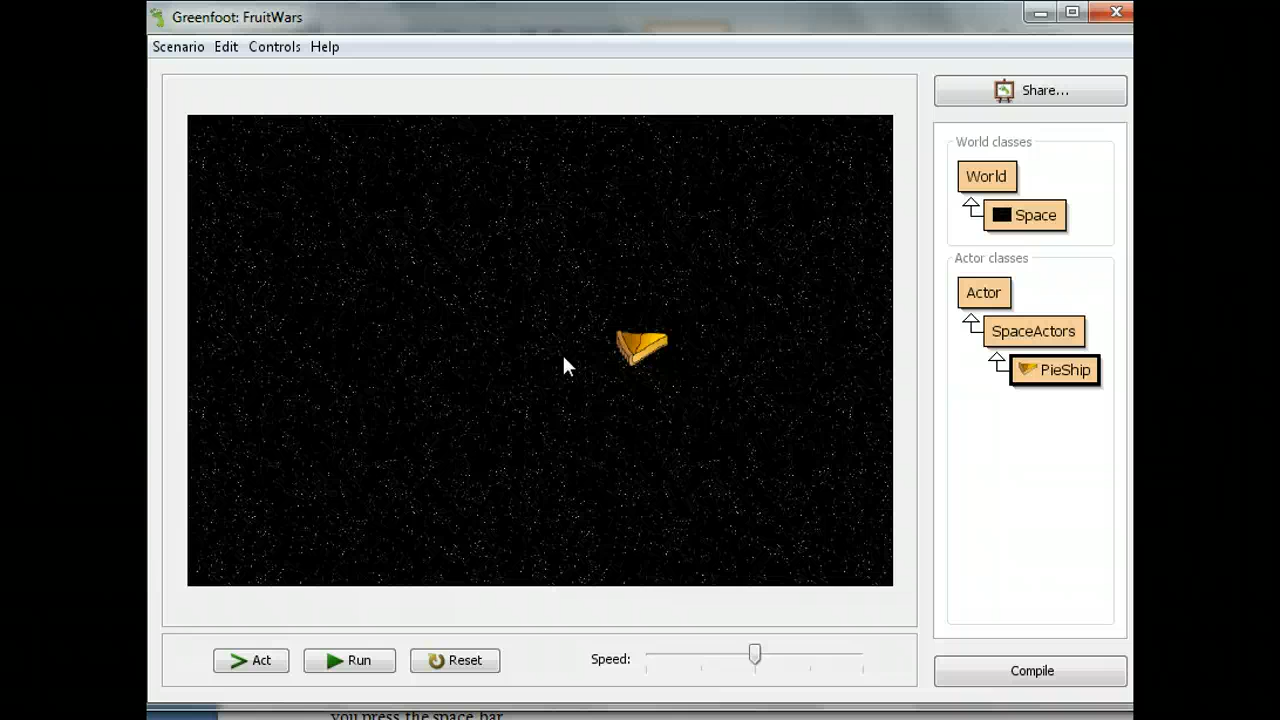 Greenfoot: FruitWars
Scenario Edit Controls Help
Share...
World classes
World
Space
Actor classes
Actor
SpaceActors
PieShip
Act Run Reset Speed:
Compile
you press the space bar